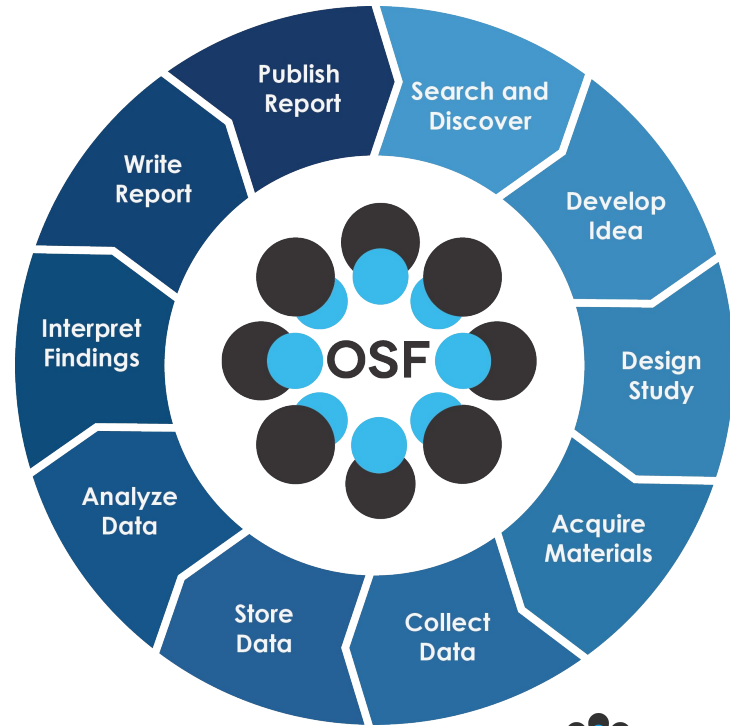 Search and
Discover
Develop
Idea
Design
Study
Acquire
Materials
Collect
Data
Store
Data
Analyze
Data
Interpret
Findings
Write
Report
Publish
Report
OSF